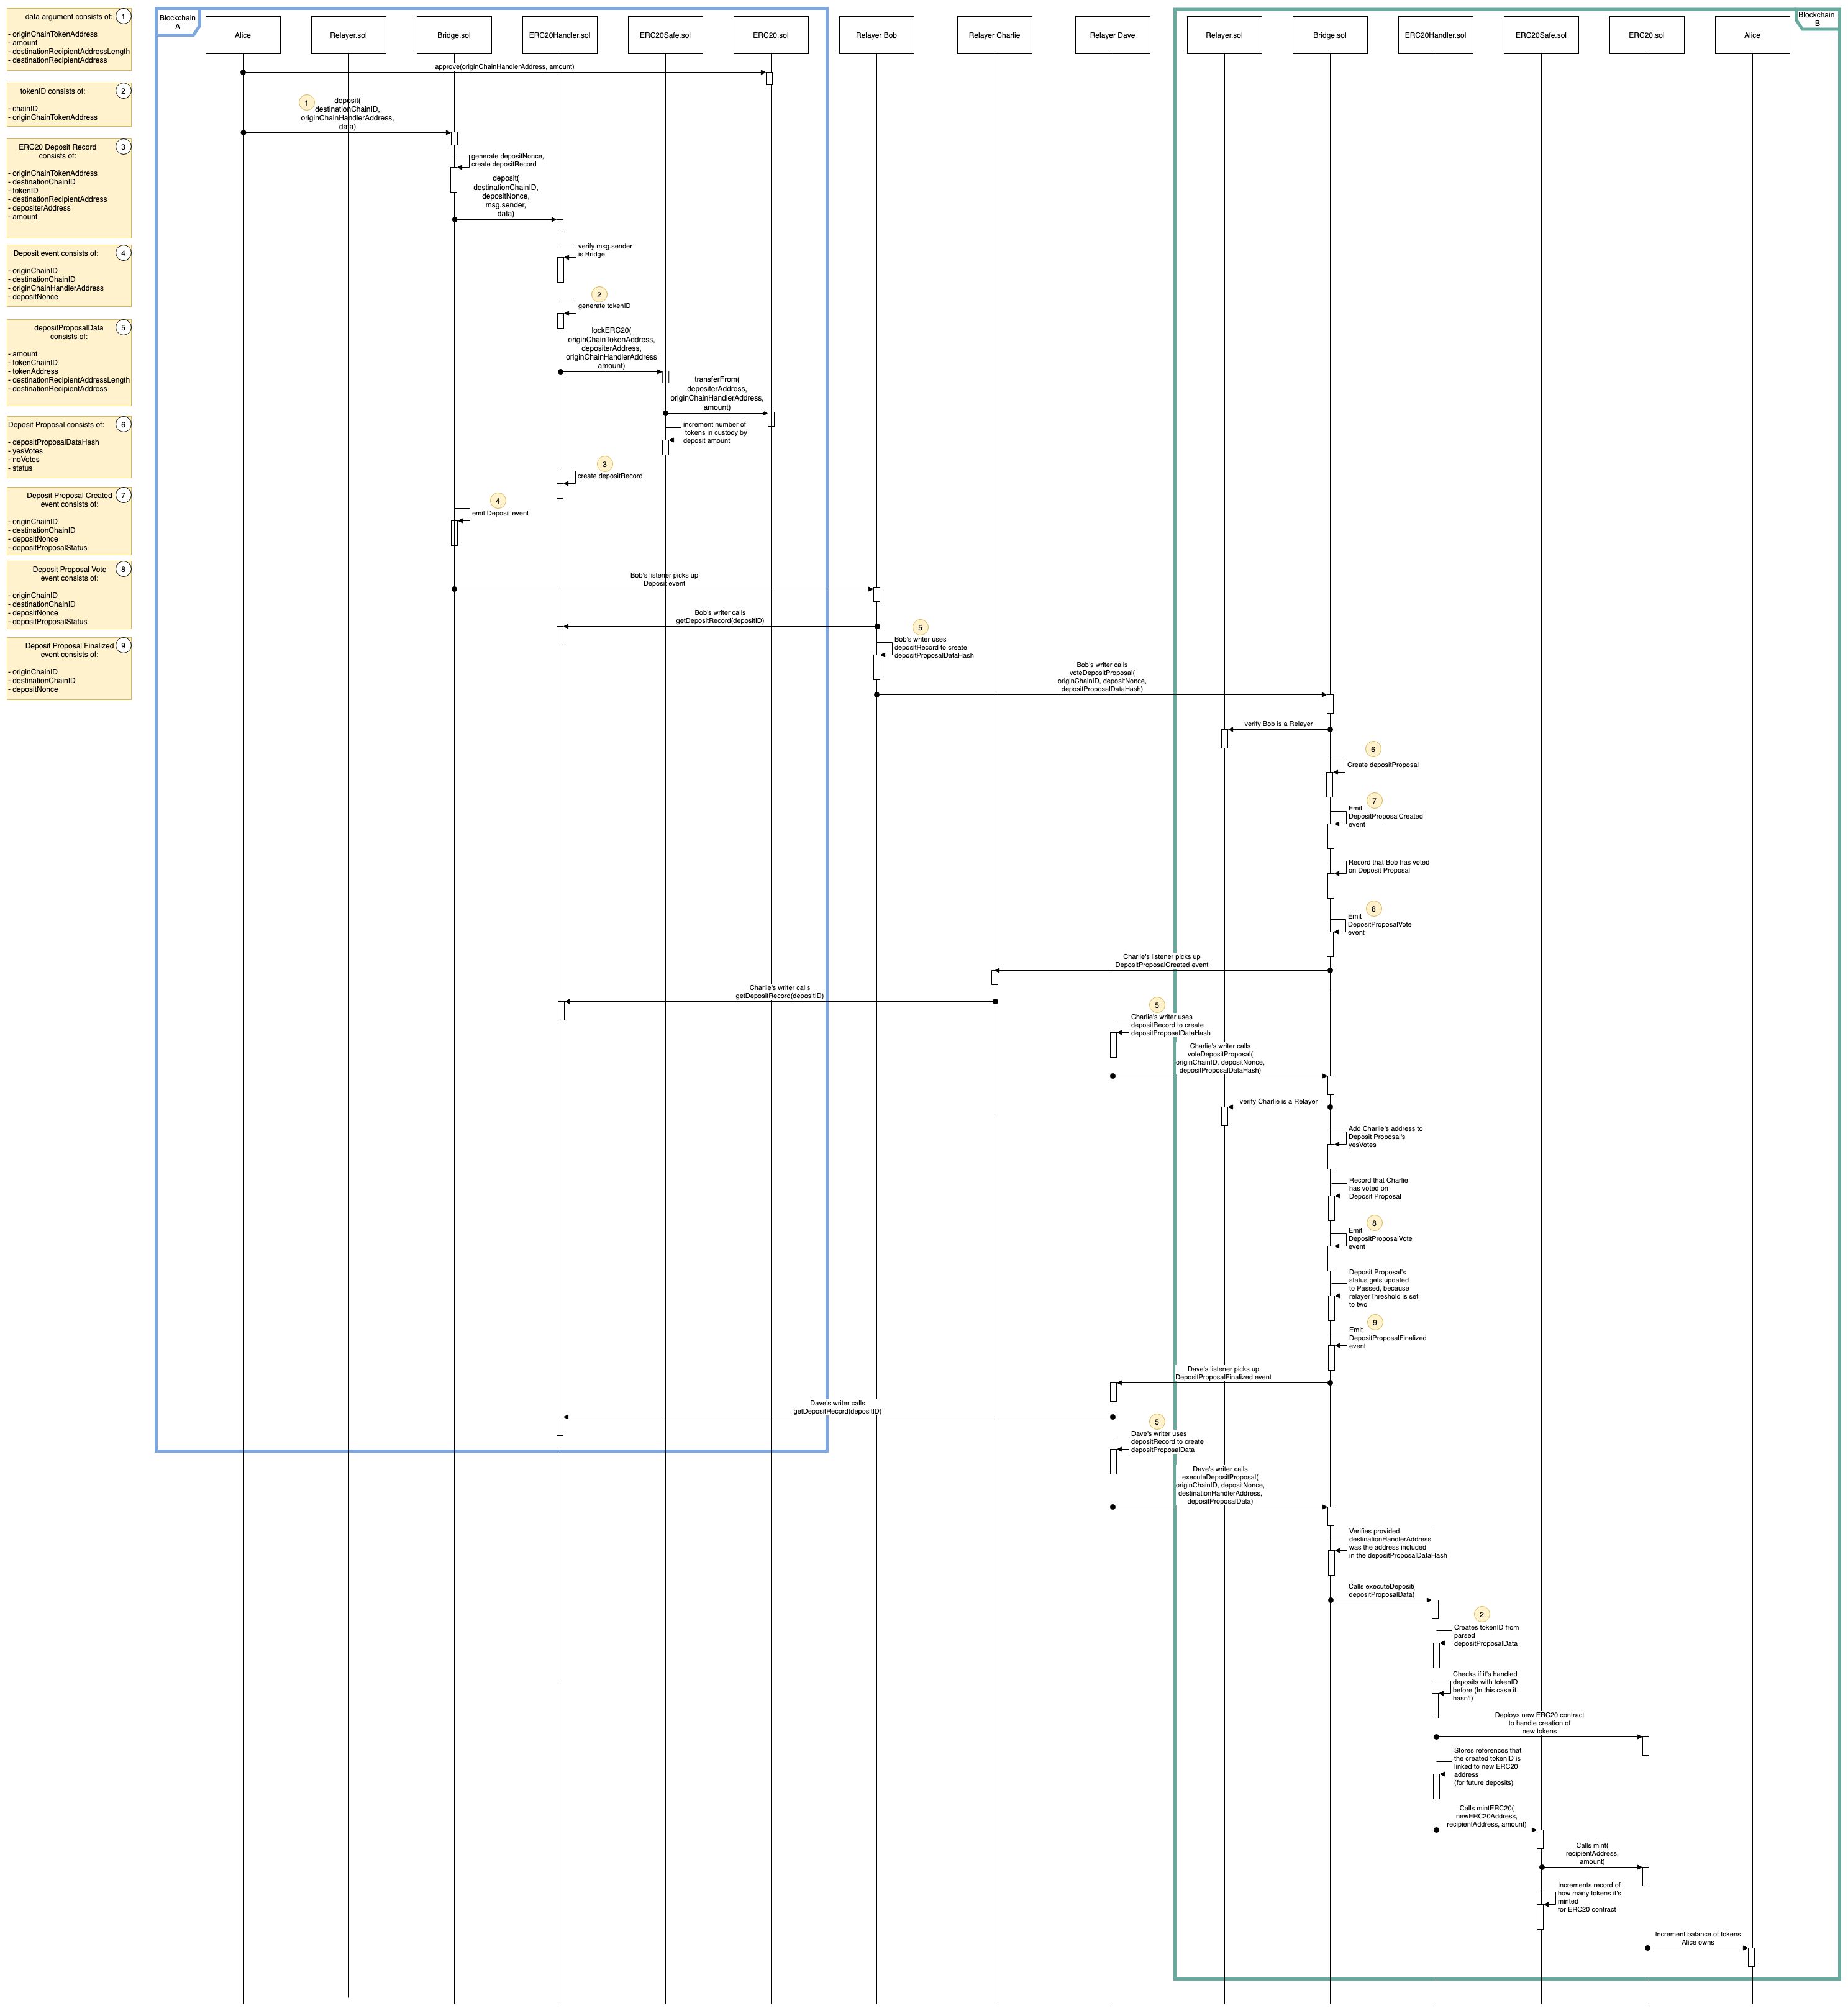 data argument consists of:
1
- originChainTokenAddress
- amount
- destinationRecipientAddressLength
- destinationRecipientAddress
tokenID consists of:
2
- chainID
- originChainTokenAddress
ERC20 Deposit Record
consists of:
3
- originChainTokenAddress
- destinationChainID
- tokenID
- destinationRecipientAddress
- depositerAddress
- amount
Deposit event consists of:
4
- originChainID
- destinationChainID
- originChainHandlerAddress
- depositNonce
depositProposalData
consists of:
5
- amount
- tokenChainID
- tokenAddress
- destinationRecipientAddressLength
- destinationRecipientAddress
Deposit Proposal consists of:
6
- depositProposalDataHash
- yesVotes
- noVotes
- status
Deposit Proposal Created
event consists of:
7
- originChainID
- destinationChainID
- depositNonce
- depositProposalStatus
Deposit Proposal Vote
event consists of:
8
- originChainID
- destinationChainID
- depositNonce
- depositProposalStatus
Deposit Proposal Finalized
event consists of:
9
- originChainID
- destinationChainID
- depositNonce
Blockchain
A
Alice
Relayer.sol
Bridge.sol
ERC20Handler.sol
ERC20Safe.sol
ERC20.sol
Relayer Bob
Relayer Charlie
Relayer Dave
Relayer.sol
Bridge.sol
ERC20Handler.sol
ERC20Safe.sol
ERC20.sol
Alice
Blockchain
B
approve(originChainHandlerAddress, amount)
1
deposit(
destinationChainID,
originChainHandlerAddress,
data)
generate depositNonce,
create depositRecord
deposit(
destinationChainID,
depositNonce,
msg.sender,
data)
verify msg.sender
is Bridge
2
generate tokenID
lockERC20(
originChainTokenAddress,
depositerAddress,
originChainHandlerAddress
amount)
transferFrom(
depositerAddress,
originChainHandlerAddress,
amount)
increment number of
tokens in custody by
deposit amount
3
create depositRecord
4
emit Deposit event
Bob's listener picks up
Deposit event
Bob's writer calls
getDepositRecord(depositID)
5
Bob's writer uses
depositRecord to create
depositProposalDataHash
Bob's writer calls
voteDepositProposal(
originChainID, depositNonce,
depositProposalDataHash)
verify Bob is a Relayer
6
Create depositProposal
7
Emit
DepositProposalCreated
event
Record that Bob has voted
on Deposit Proposal
8
Emit
DepositProposalVote
event
Charlie's listener picks up
DepositProposalCreated event
Charlie's writer calls
getDepositRecord(depositID)
5
Charlie's writer uses
depositRecord to create
depositProposalDataHash
Charlie's writer calls
voteDepositProposal(
originChainID, depositNonce,
depositProposalDataHash)
verify Charlie is a Relayer
Add Charlie's address to
Deposit Proposal's
yesVotes
Record that Charlie
has voted on
Deposit Proposal
8
Emit
DepositProposalVote
event
Deposit Proposal's
status gets updated
to Passed, because
relayerThreshold is set
to two
9
Emit
DepositProposalFinalized
event
Dave's listener picks up
DepositProposalFinalized event
Dave's writer calls
getDepositRecord(depositID)
5
Dave's writer uses
depositRecord to create
depositProposalData
Dave's writer calls
executeDepositProposal(
originChainID, depositNonce,
destinationHandlerAddress,
depositProposalData)
Verifies provided
destinationHandlerAddress
was the address included
in the depositProposalDataHash
Calls executeDeposit(
depositProposalData)
2
Creates tokenID from
parsed
depositProposalData
Checks if it's handled
deposits with tokenID
before (In this case it
hasn't)
Deploys new ERC20 contract
to handle creation of
new tokens
Stores references that
the created tokenID is
linked to new ERC20
address
(for future deposits)
Calls mintERC20(
newERC20Address,
recipientAddress, amount)
Calls mint(
recipientAddress,
amount)
Increments record of
how many tokens it's
minted
for ERC20 contract
Increment balance of tokens
Alice owns